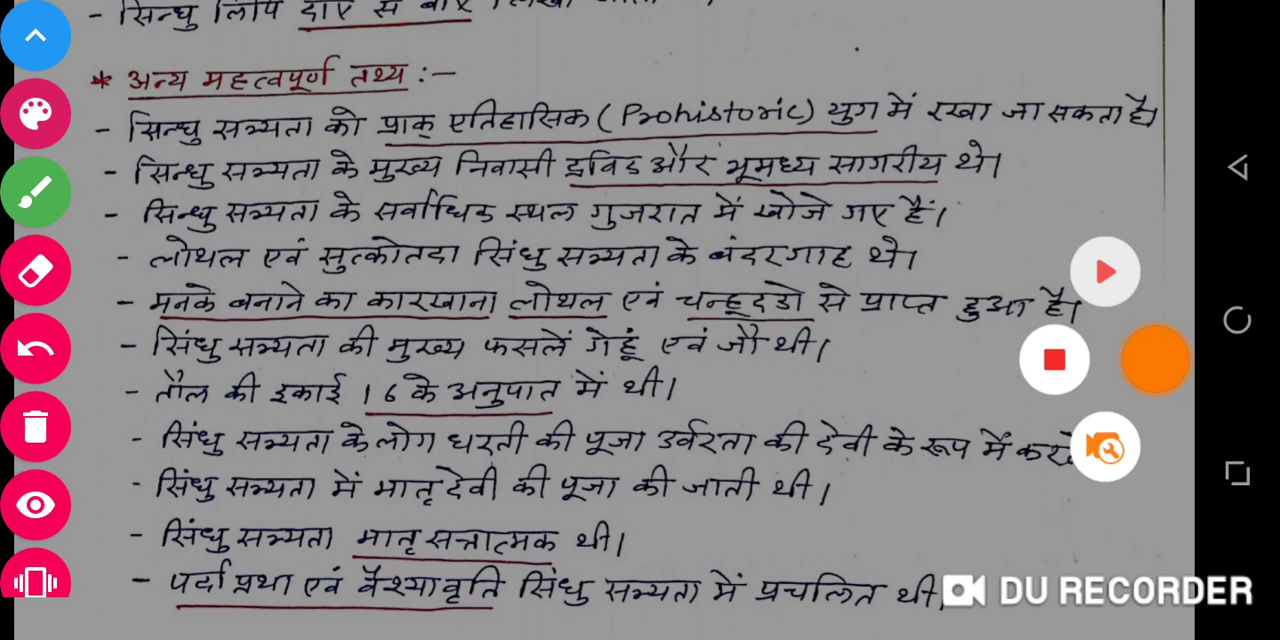 - सिन्धु लिपि दाए से बाए लिखी जाती
* अन्य महत्वपूर्ण तथ्य :-
- सिन्धु सभ्यता को प्राक् एतिहासिक (Prohistoric) युग में रखा जा सकता है।
- सिन्धु सभ्यता के मुख्य निवासी द्रविड और भूमध्य सागरीय थे।
- सिन्धु सभ्यता के सर्वाधिक स्थल गुजरात में खोजे गए हैं।
- लोथल एवं सुत्कोतदा सिंधु सभ्यता के बंदरगाह थे।
- मनके बनाने का कारखाना लोथल एवं चन्हूदडो से प्राप्त हुआ है।
- सिंधु सभ्यता की मुख्य फसलें गेहूं एवं जौ थी।
- तौल की इकाई 16 के अनुपात में थी।
- सिंधु सभ्यता के लोग धरती की पूजा उर्वरता की देवी के रूप में करते
- सिंधु सभ्यता में मातृदेवी की पूजा की जाती थी।
- सिंधु सभ्यता मातृसत्तात्मक थी।
- पर्दाप्रथा एवं वैश्यावृति सिंधु सभ्यता में प्रचलित थी।
DU RECORDER